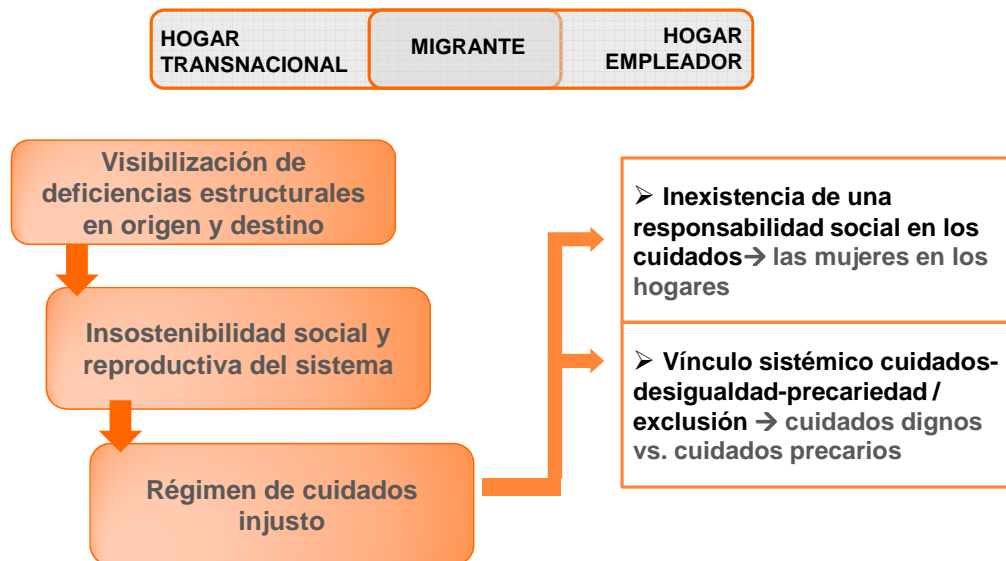 HOGAR
TRANSNACIONAL
MIGRANTE
HOGAR
EMPLEADOR
Visibilización de
deficiencias estructurales
en origen y destino
Insostenibilidad social y
reproductiva del sistema
Régimen de cuidados
injusto
➢ Inexistencia de una
responsabilidad social en los
cuidados→ las mujeres en los
hogares
➢ Vínculo sistémico cuidados-
desigualdad-precariedad /
exclusión → cuidados dignos
vs. cuidados precarios